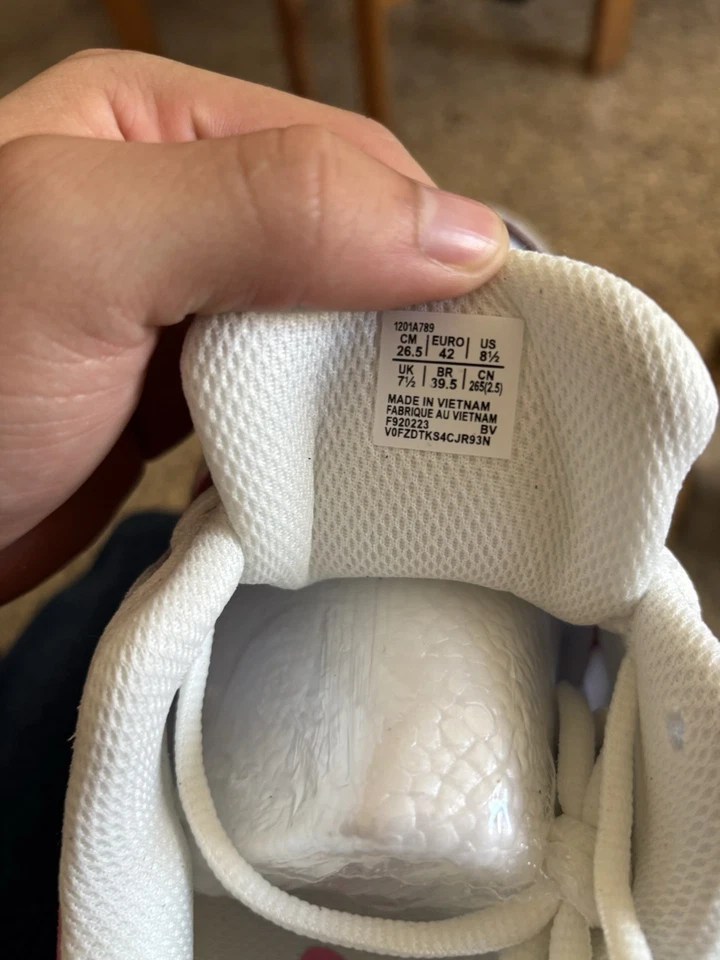 1201A789
CM EURO US
26.5 42 8½
UK BR CN
7½ 39.5 265(2.5)
MADE IN VIETNAM
FABRIQUE AU VIETNAM
F920223 BV
V0FZDTKS4CJR93N